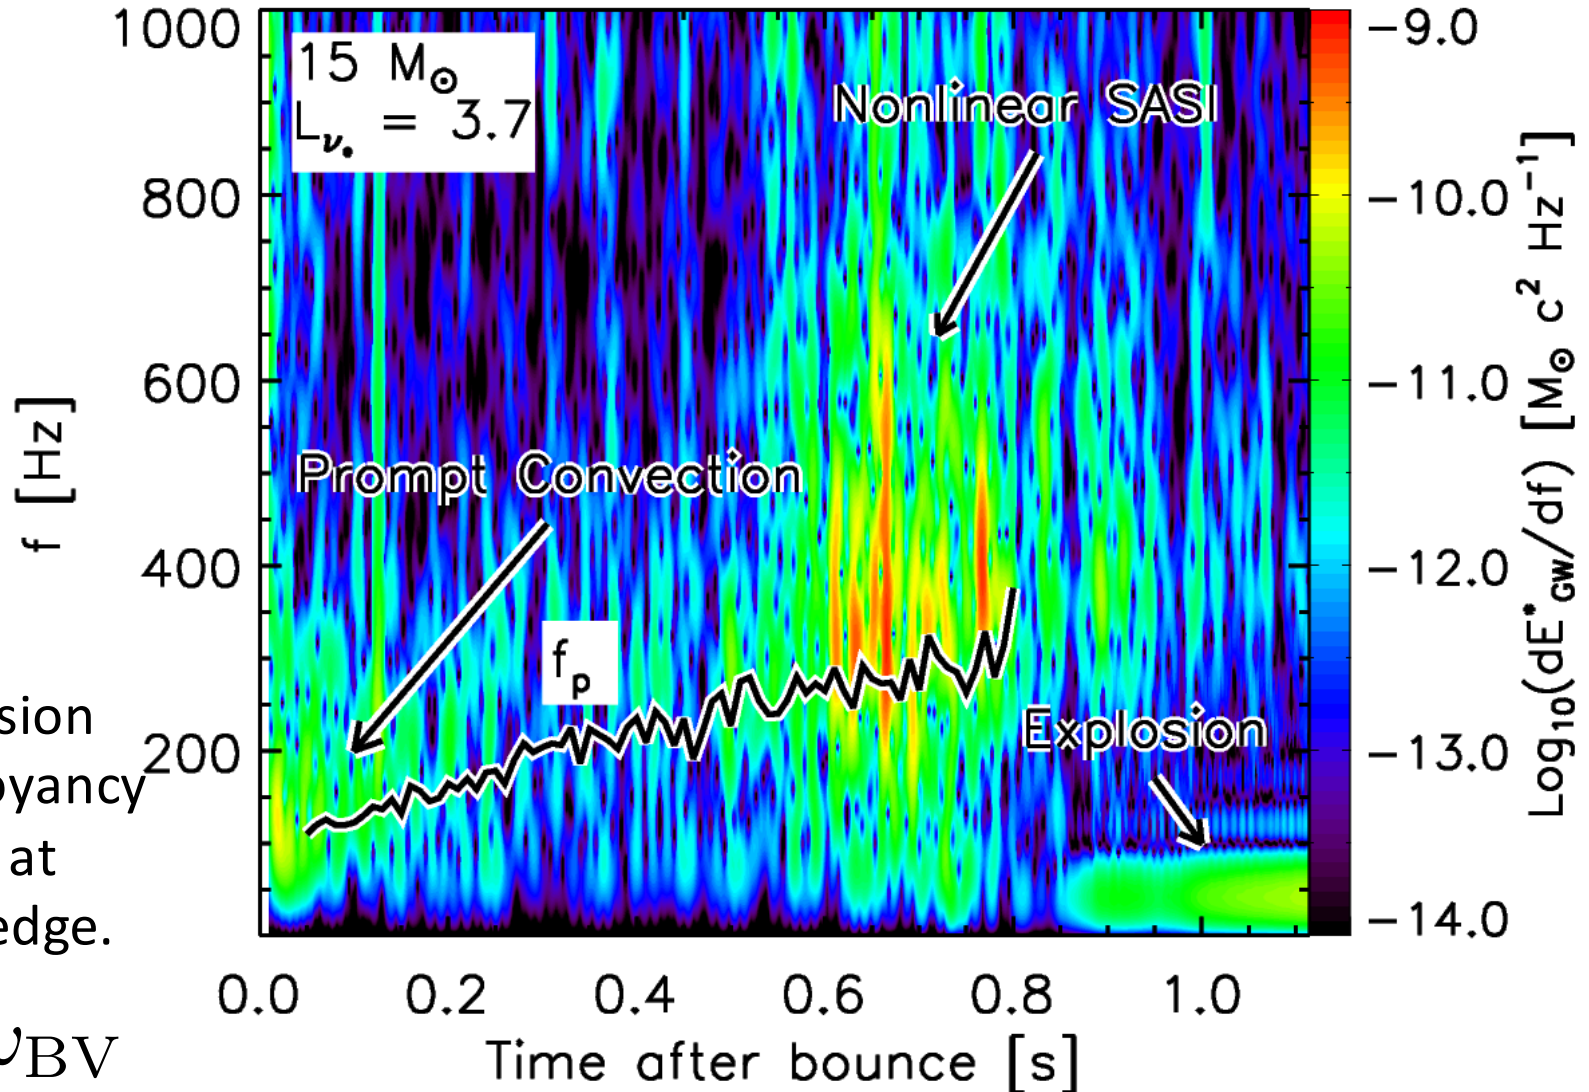 1000
800
600
400
200
f [Hz]
15 M⊙
Lνe = 3.7
Nonlinear SASI
Prompt Convection
fp
Explosion
0.0 0.2 0.4 0.6 0.8 1.0
Time after bounce [s]
−9.0
−10.0
−11.0
−12.0
−13.0
−14.0
Log10(dE*GW/df) [M⊙ c2 Hz−1]
sion
oyancy
at
edge.
νBV